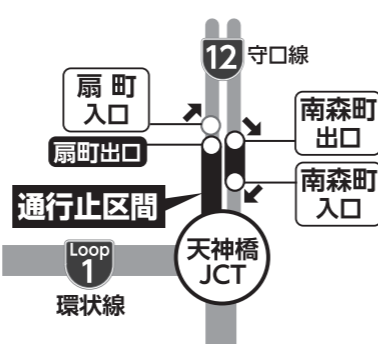 12 守口線
扇町
入口
扇町出口
南森町
出口
南森町
入口
通行止区間
天神橋
JCT
Loop
1
環状線